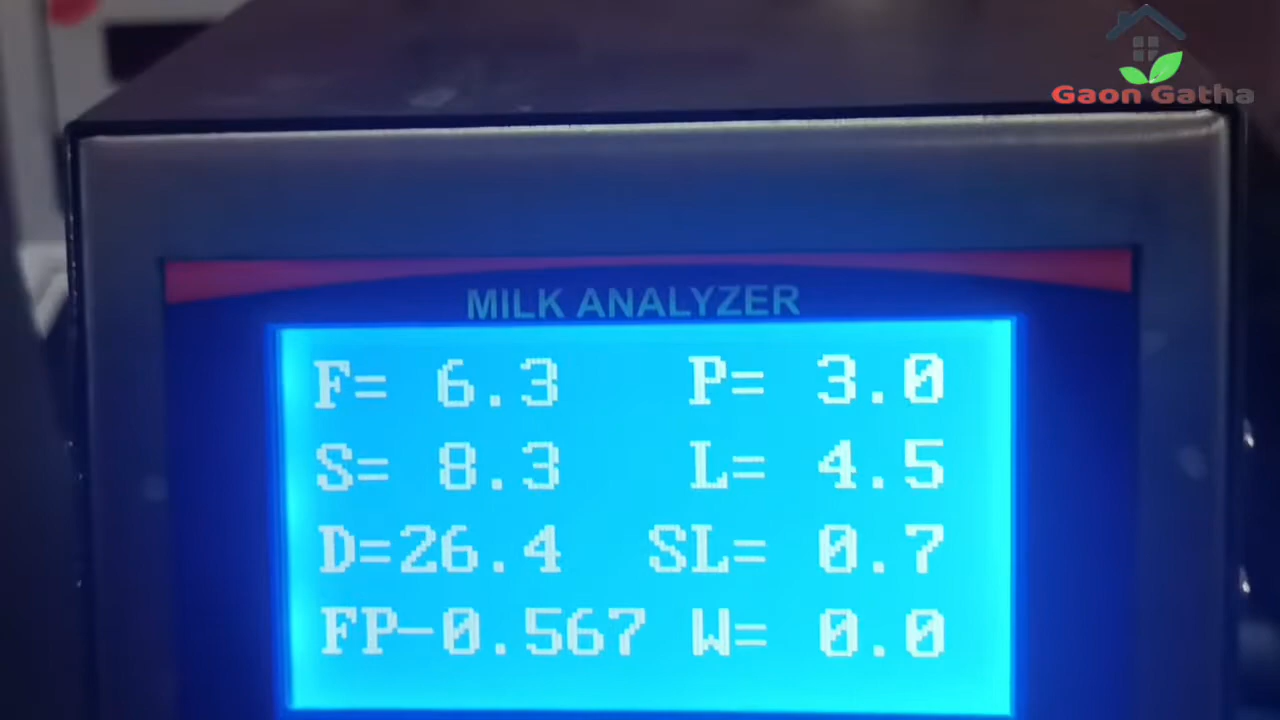 Gaon Gatha
MILK ANALYZER
F= 6.3 P= 3.0
S= 8.3 L= 4.5
D=26.4 SL= 0.7
FP-0.567 W= 0.0